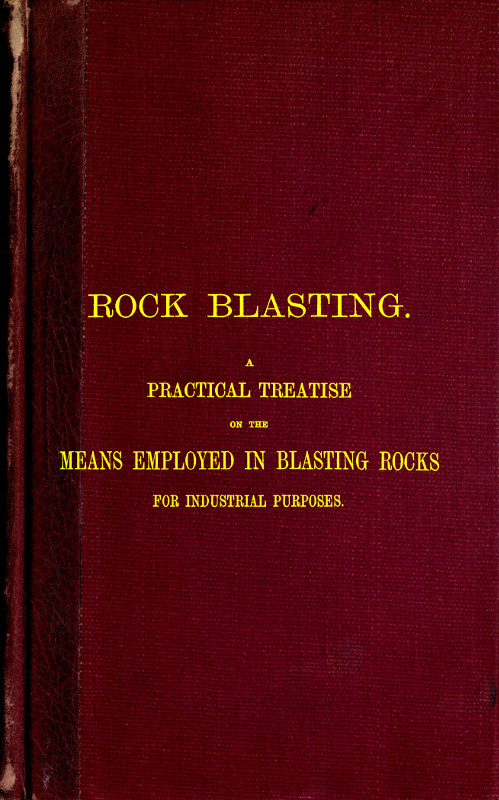 ROCK BLASTING.
A
PRACTICAL TREATISE
ON THE
MEANS EMPLOYED IN BLASTING ROCKS
FOR INDUSTRIAL PURPOSES.